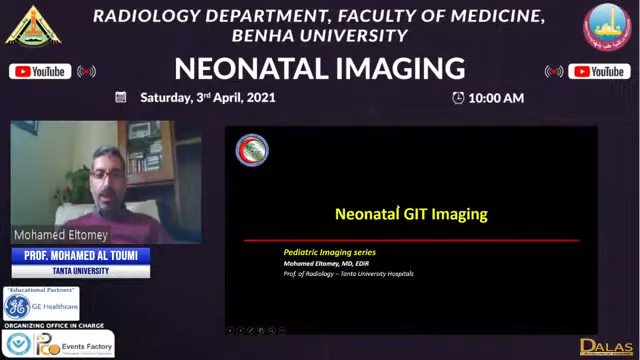 RADIOLOGY DEPARTMENT, FACULTY OF MEDICINE,
BENHA UNIVERSITY
YouTube
NEONATAL IMAGING
YouTube
Saturday, 3rd April, 2021
10:00 AM
Mohamed Eltomey
PROF. MOHAMED AL TOUMI
TANTA UNIVERSITY
Neonatal GIT Imaging
Pediatric Imaging series
Mohamed Eltomey, MD, EDiR
Prof. of Radiology – Tanta University Hospitals
"Educational Partners"
GE Healthcare
ORGANIZING OFFICE IN CHARGE
Events Factory
DALAS